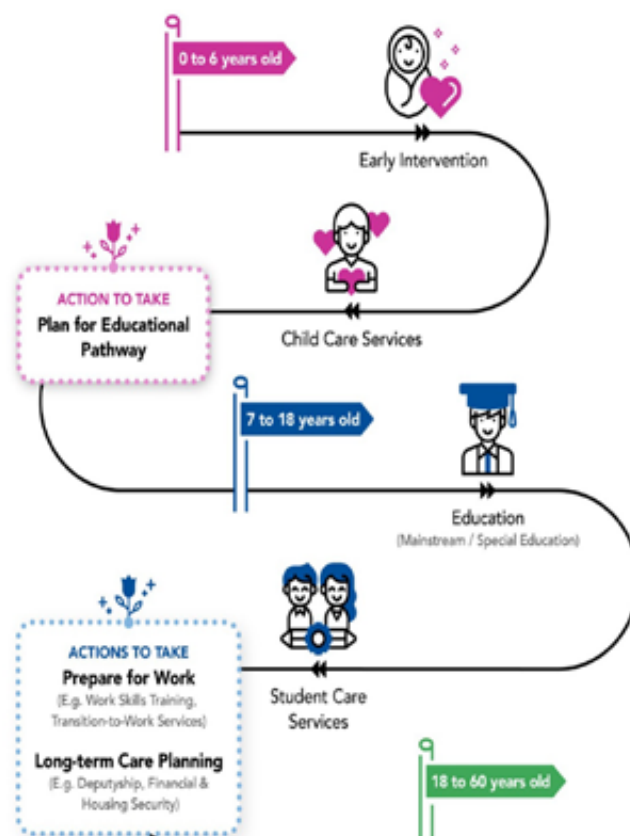 0 to 6 years old
Early Intervention
Child Care Services
ACTION TO TAKE
Plan for Educational
Pathway
7 to 18 years old
Education
(Mainstream / Special Education)
Student Care
Services
ACTIONS TO TAKE
Prepare for Work
(E.g. Work Skills Training,
Transition-to-Work Services)
Long-term Care Planning
(E.g. Deputyship, Financial &
Housing Security)
18 to 60 years old